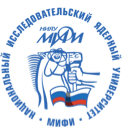 НАЦИОНАЛЬНЫЙ ИССЛЕДОВАТЕЛЬСКИЙ ЯДЕРНЫЙ УНИВЕРСИТЕТ
НИЯУ
МИФИ
• МИФИ •